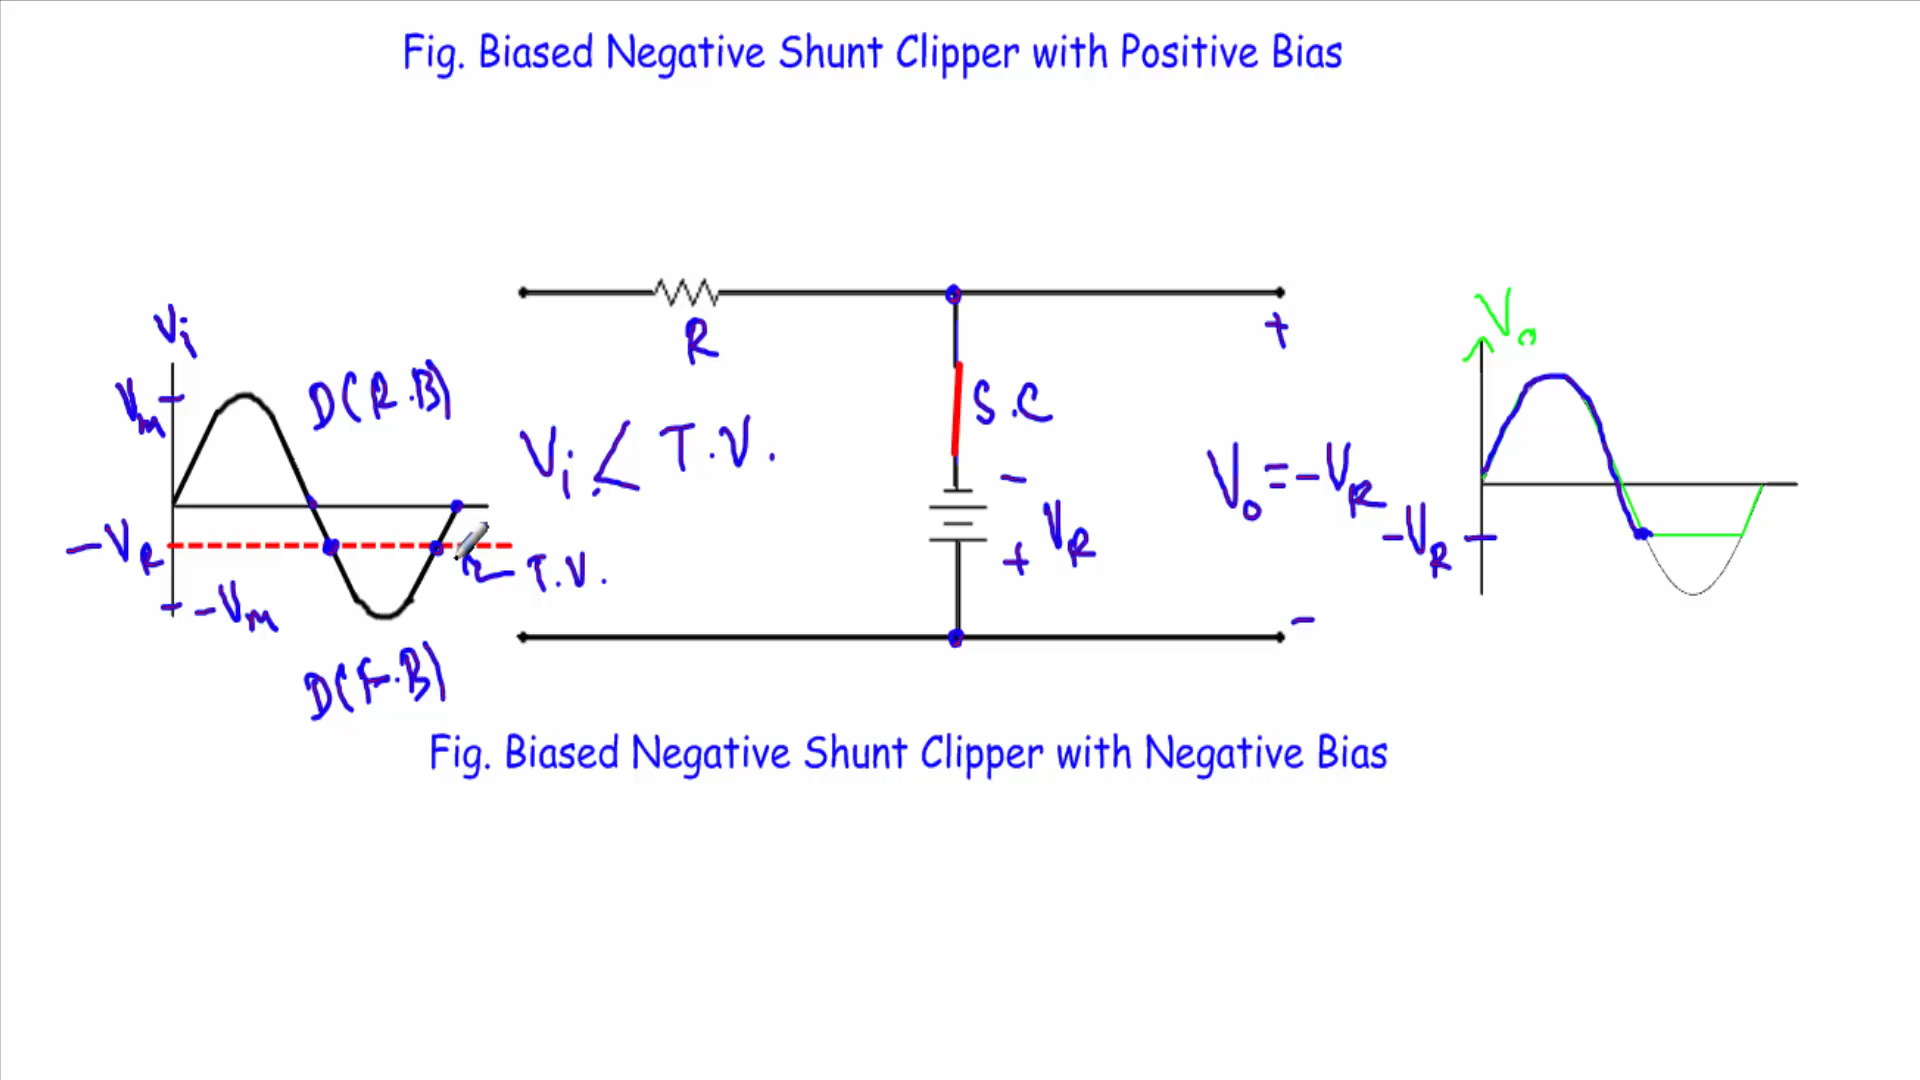 Fig. Biased Negative Shunt Clipper with Positive Bias
Vi
Vm
D(R.B)
-VR
-Vm
D(F.B)
T.V.
Vi < T.V.
R
S.C
-
VR
+
+
-
Vo = -VR
Vo
-VR
Fig. Biased Negative Shunt Clipper with Negative Bias